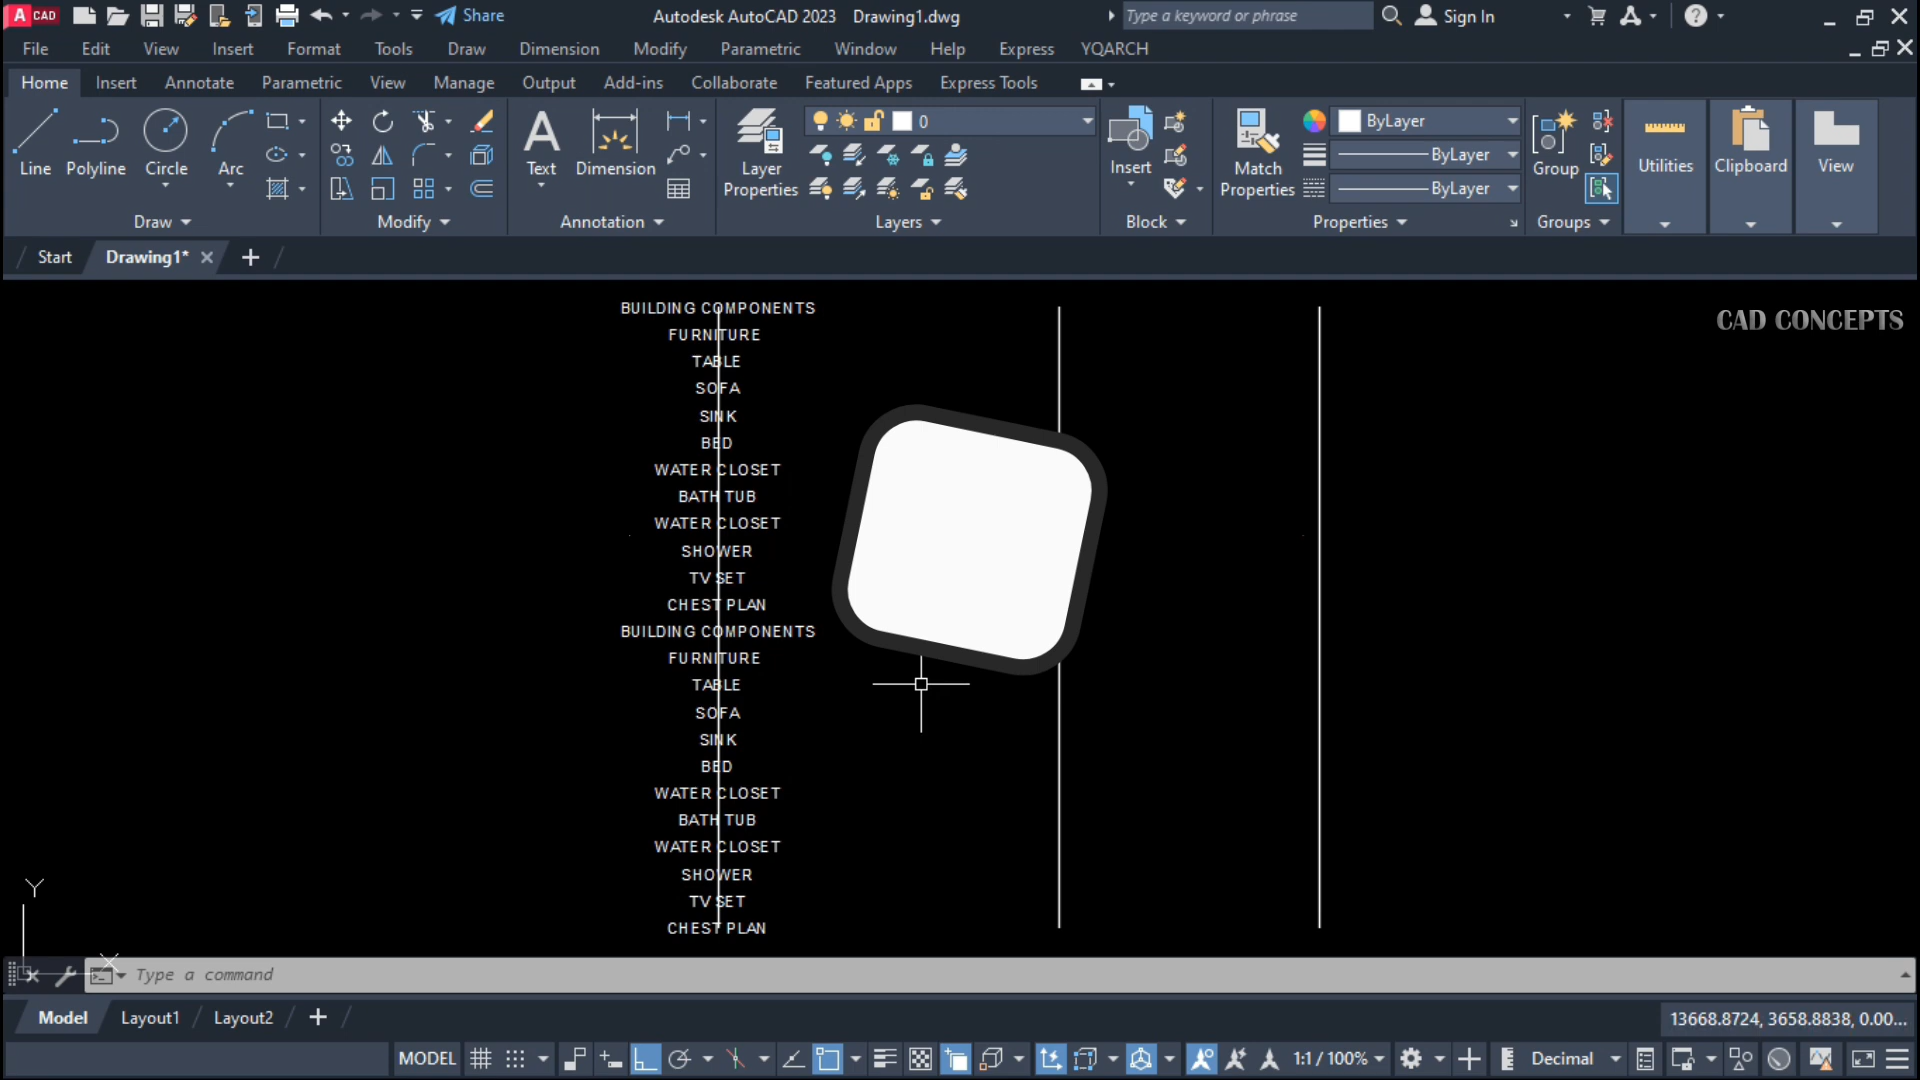 A CAD Share Autodesk AutoCAD 2023 Drawing1.dwg Type a keyword or phrase Sign In
File Edit View Insert Format Tools Draw Dimension Modify Parametric Window Help Express YQARCH
Home Insert Annotate Parametric View Manage Output Add-ins Collaborate Featured Apps Express Tools
0 ByLayer
ByLayer
Line Polyline Circle Arc Text Dimension Layer Properties Insert Match Properties ByLayer Group Utilities Clipboard View
Draw Modify Annotation Layers Block Properties Groups
Start Drawing1* +
BUILDING COMPONENTS
CAD CONCEPTS
FURNITURE
TABLE
SOFA
SINK
BED
WATER CLOSET
BATH TUB
WATER CLOSET
SHOWER
TV SET
CHEST PLAN
BUILDING COMPONENTS
FURNITURE
TABLE
SOFA
SINK
BED
WATER CLOSET
BATH TUB
WATER CLOSET
SHOWER
TV SET
CHEST PLAN
Y
X
Type a command
Model Layout1 Layout2 + 13668.8724, 3658.8838, 0.00...
MODEL 1:1 / 100% Decimal